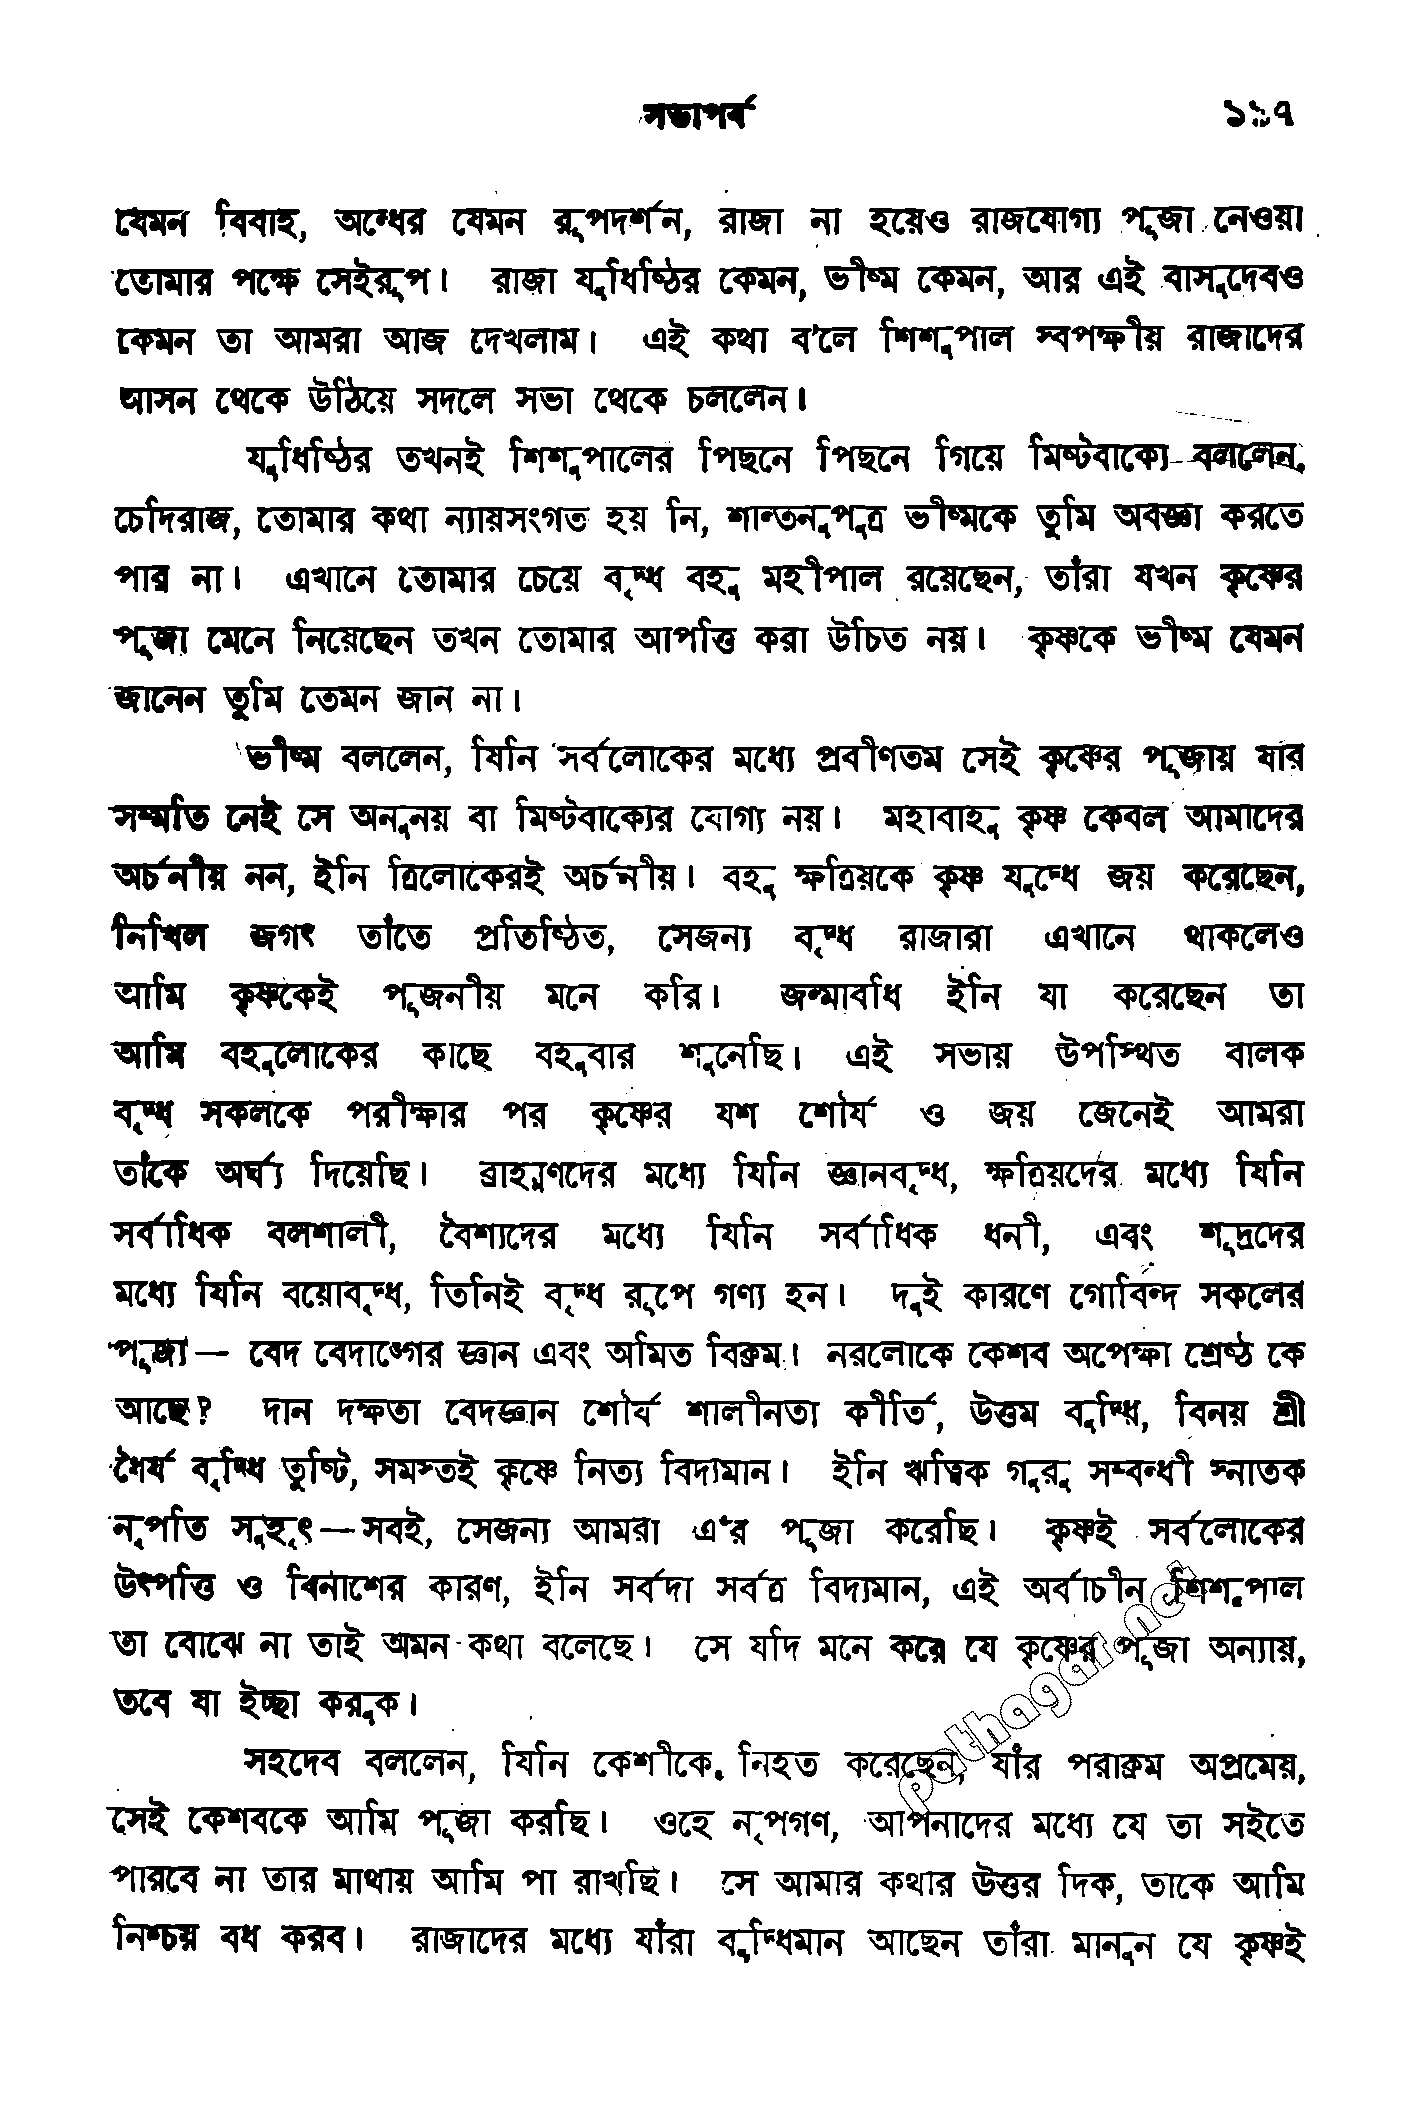 সভাপর্ব ১১৭
যেমন বিবাহ, অন্ধের যেমন রূপদর্শন, রাজা না হয়েও রাজযোগ্য পূজা নেওয়া
তোমার পক্ষে সেইরূপ। রাজা যুধিষ্ঠির কেমন, ভীষ্ম কেমন, আর এই বাসুদেবও
কেমন তা আমরা আজ দেখলাম। এই কথা ব’লে শিশুপাল স্বপক্ষীয় রাজাদের
আসন থেকে উঠিয়ে সদলে সভা থেকে চললেন।
যুধিষ্ঠির তখনই শিশুপালের পিছনে পিছনে গিয়ে মিষ্টবাক্যে বললেন,
চেদিরাজ, তোমার কথা ন্যায়সংগত হয় নি, শান্তনুপুত্র ভীষ্মকে তুমি অবজ্ঞা করতে
পার না। এখানে তোমার চেয়ে বৃদ্ধ বহু মহীপাল রয়েছেন, তাঁরা যখন কৃষ্ণের
পূজা মেনে নিয়েছেন তখন তোমার আপত্তি করা উচিত নয়। কৃষ্ণকে ভীষ্ম যেমন
জানেন তুমি তেমন জান না।
ভীষ্ম বললেন, যিনি সর্বলোকের মধ্যে প্রবীণতম সেই কৃষ্ণের পূজায় যার
সম্মতি নেই সে অনুনয় বা মিষ্টবাক্যের যোগ্য নয়। মহাবাহু কৃষ্ণ কেবল আমাদের
অর্চনীয় নন, ইনি ত্রিলোকেরই অর্চনীয়। বহু ক্ষত্রিয়কে কৃষ্ণ যুদ্ধে জয় করেছেন,
নিখিল জগৎ তাঁতে প্রতিষ্ঠিত, সেজন্য বৃদ্ধ রাজারা এখানে থাকলেও
আমি কৃষ্ণকেই পূজনীয় মনে করি। জন্মাবধি ইনি যা করেছেন তা
আমি বহুলোকের কাছে বহুবার শুনেছি। এই সভায় উপস্থিত বালক
বৃদ্ধ সকলকে পরীক্ষার পর কৃষ্ণের যশ শৌর্য ও জয় জেনেই আমরা
তাঁকে অর্ঘ্য দিয়েছি। ব্রাহ্মণদের মধ্যে যিনি জ্ঞানবৃদ্ধ, ক্ষত্রিয়দের মধ্যে যিনি
সর্বাধিক বলশালী, বৈশ্যদের মধ্যে যিনি সর্বাধিক ধনী, এবং শূদ্রদের
মধ্যে যিনি বয়োবৃদ্ধ, তিনিই বৃদ্ধ রূপে গণ্য হন। দুই কারণে গোবিন্দ সকলের
পূজ্য— বেদ বেদাঙ্গের জ্ঞান এবং অমিত বিক্রম। নরলোকে কেশব অপেক্ষা শ্রেষ্ঠ কে
আছে? দান দক্ষতা বেদজ্ঞান শৌর্য শালীনতা কীর্তি, উত্তম বুদ্ধি, বিনয় শ্রী
ধৈর্য বৃদ্ধি তুষ্টি, সমস্তই কৃষ্ণে নিত্য বিদ্যমান। ইনি ঋত্বিক গুরু সম্বন্ধী স্নাতক
নৃপতি সুহৃৎ—সবই, সেজন্য আমরা এঁর পূজা করেছি। কৃষ্ণই সর্বলোকের
উৎপত্তি ও বিনাশের কারণ, ইনি সর্বদা সর্বত্র বিদ্যমান, এই অর্বাচীন শিশুপাল
তা বোঝে না তাই অমন কথা বলেছে। সে যদি মনে করে যে কৃষ্ণের পূজা অন্যায়,
তবে যা ইচ্ছা করুক।
সহদেব বললেন, যিনি কেশীকে নিহত করেছেন, যাঁর পরাক্রম অপ্রমেয়,
সেই কেশবকে আমি পূজা করছি। ওহে নৃপগণ, আপনাদের মধ্যে যে তা সইতে
পারবে না তার মাথায় আমি পা রাখছি। সে আমার কথার উত্তর দিক, তাকে আমি
নিশ্চয় বধ করব। রাজাদের মধ্যে যাঁরা বুদ্ধিমান আছেন তাঁরা মানুন যে কৃষ্ণই
pathagar.net